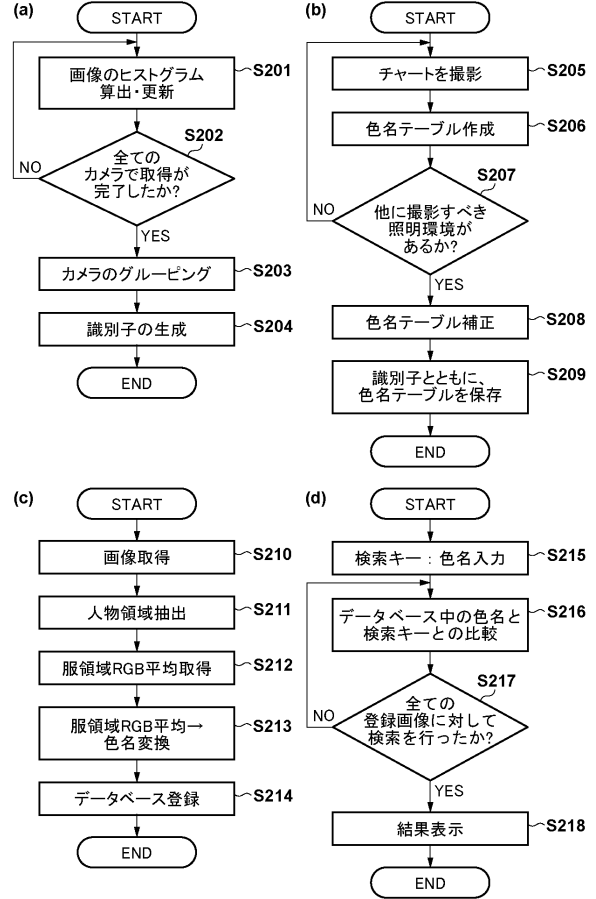 (a)
START
画像のヒストグラム
算出・更新
S201
全ての
カメラで取得が
完了したか?
S202
NO
YES
カメラのグルーピング
S203
識別子の生成
S204
END
(b)
START
チャートを撮影
S205
色名テーブル作成
S206
他に撮影すべき
照明環境が
あるか?
S207
NO
YES
色名テーブル補正
S208
識別子とともに、
色名テーブルを保存
S209
END
(c)
START
画像取得
S210
人物領域抽出
S211
服領域RGB平均取得
S212
服領域RGB平均→
色名変換
S213
データベース登録
S214
END
(d)
START
検索キー：色名入力
S215
データベース中の色名と
検索キーとの比較
S216
全ての
登録画像に対して
検索を行ったか?
S217
NO
YES
結果表示
S218
END